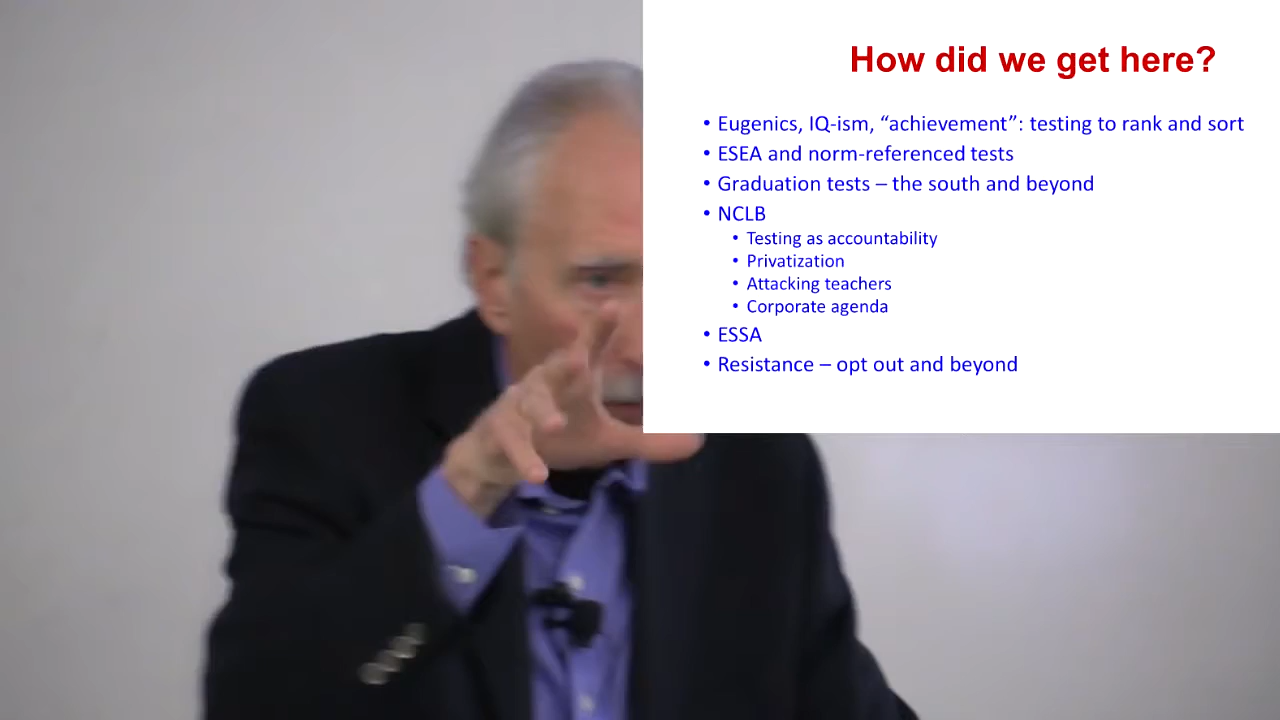 How did we get here?
• Eugenics, IQ-ism, “achievement”: testing to rank and sort
• ESEA and norm-referenced tests
• Graduation tests – the south and beyond
• NCLB
• Testing as accountability
• Privatization
• Attacking teachers
• Corporate agenda
• ESSA
• Resistance – opt out and beyond